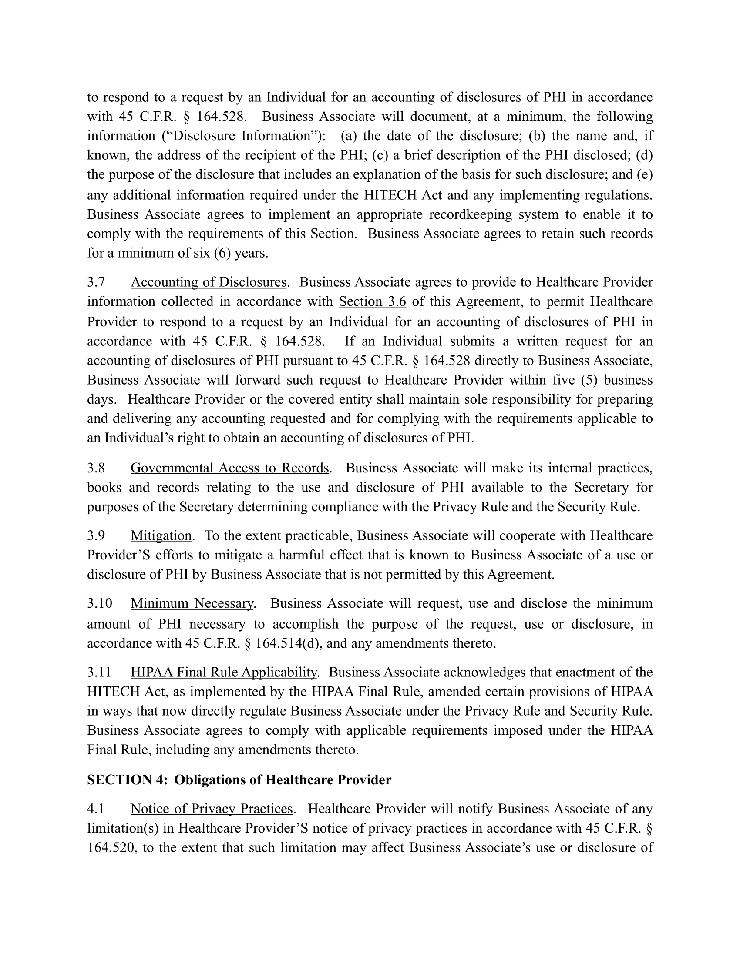 to respond to a request by an Individual for an accounting of disclosures of PHI in accordance
with 45 C.F.R. § 164.528. Business Associate will document, at a minimum, the following
information (“Disclosure Information”): (a) the date of the disclosure; (b) the name and, if
known, the address of the recipient of the PHI; (c) a brief description of the PHI disclosed; (d)
the purpose of the disclosure that includes an explanation of the basis for such disclosure; and (e)
any additional information required under the HITECH Act and any implementing regulations.
Business Associate agrees to implement an appropriate recordkeeping system to enable it to
comply with the requirements of this Section. Business Associate agrees to retain such records
for a minimum of six (6) years.
3.7 Accounting of Disclosures. Business Associate agrees to provide to Healthcare Provider
information collected in accordance with Section 3.6 of this Agreement, to permit Healthcare
Provider to respond to a request by an Individual for an accounting of disclosures of PHI in
accordance with 45 C.F.R. § 164.528. If an Individual submits a written request for an
accounting of disclosures of PHI pursuant to 45 C.F.R. § 164.528 directly to Business Associate,
Business Associate will forward such request to Healthcare Provider within five (5) business
days. Healthcare Provider or the covered entity shall maintain sole responsibility for preparing
and delivering any accounting requested and for complying with the requirements applicable to
an Individual’s right to obtain an accounting of disclosures of PHI.
3.8 Governmental Access to Records. Business Associate will make its internal practices,
books and records relating to the use and disclosure of PHI available to the Secretary for
purposes of the Secretary determining compliance with the Privacy Rule and the Security Rule.
3.9 Mitigation. To the extent practicable, Business Associate will cooperate with Healthcare
Provider’S efforts to mitigate a harmful effect that is known to Business Associate of a use or
disclosure of PHI by Business Associate that is not permitted by this Agreement.
3.10 Minimum Necessary. Business Associate will request, use and disclose the minimum
amount of PHI necessary to accomplish the purpose of the request, use or disclosure, in
accordance with 45 C.F.R. § 164.514(d), and any amendments thereto.
3.11 HIPAA Final Rule Applicability. Business Associate acknowledges that enactment of the
HITECH Act, as implemented by the HIPAA Final Rule, amended certain provisions of HIPAA
in ways that now directly regulate Business Associate under the Privacy Rule and Security Rule.
Business Associate agrees to comply with applicable requirements imposed under the HIPAA
Final Rule, including any amendments thereto.
SECTION 4: Obligations of Healthcare Provider
4.1 Notice of Privacy Practices. Healthcare Provider will notify Business Associate of any
limitation(s) in Healthcare Provider’S notice of privacy practices in accordance with 45 C.F.R. §
164.520, to the extent that such limitation may affect Business Associate’s use or disclosure of